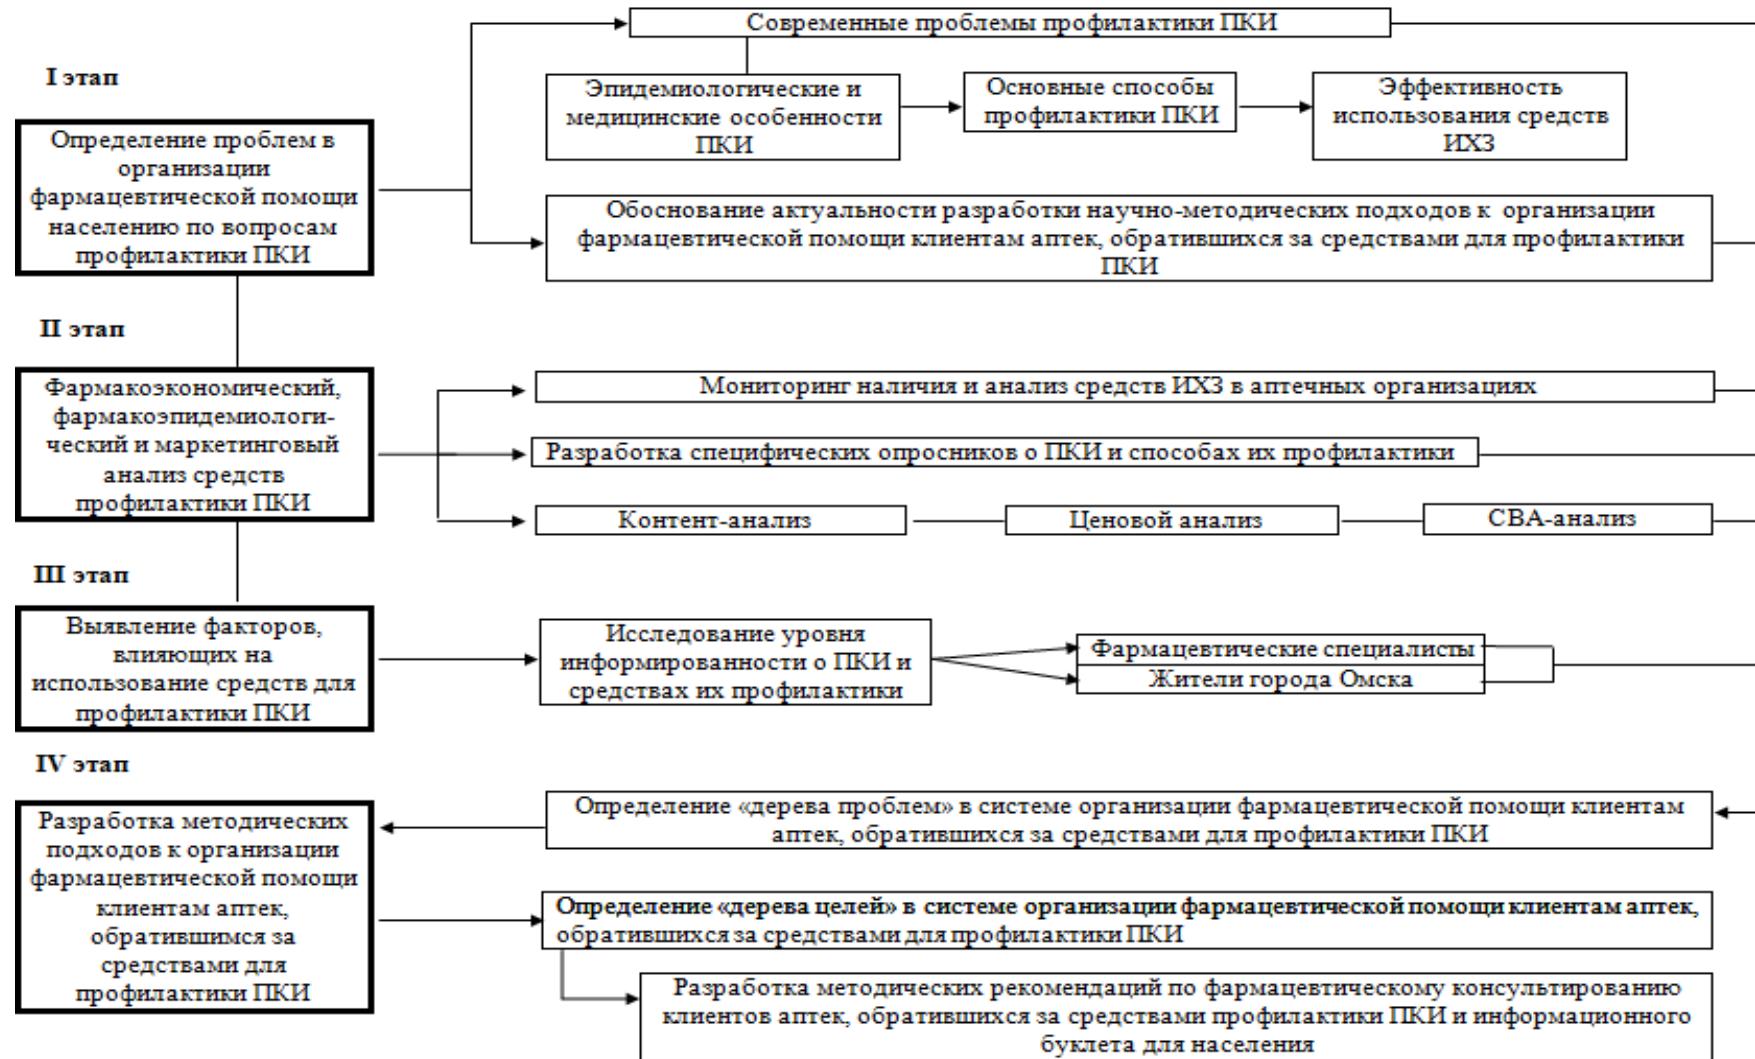 Современные проблемы профилактики ПКИ
I этап
Эпидемиологические и
медицинские особенности
ПКИ
Основные способы
профилактики ПКИ
Эффективность
использования средств
ИХЗ
Определение проблем в
организации
фармацевтической помощи
населению по вопросам
профилактики ПКИ
Обоснование актуальности разработки научно-методических подходов к организации
фармацевтической помощи клиентам аптек, обратившихся за средствами для профилактики
ПКИ
II этап
Фармакоэкономический,
фармакоэпидемиологи-
ческий и маркетинговый
анализ средств
профилактики ПКИ
Мониторинг наличия и анализ средств ИХЗ в аптечных организациях
Разработка специфических опросников о ПКИ и способах их профилактики
Контент-анализ
Ценовой анализ
СВА-анализ
III этап
Выявление факторов,
влияющих на
использование средств для
профилактики ПКИ
Исследование уровня
информированности о ПКИ и
средствах их профилактики
Фармацевтические специалисты
Жители города Омска
IV этап
Разработка методических
подходов к организации
фармацевтической помощи
клиентам аптек,
обратившимся за
средствами для
профилактики ПКИ
Определение «дерева проблем» в системе организации фармацевтической помощи клиентам
аптек, обратившихся за средствами для профилактики ПКИ
Определение «дерева целей» в системе организации фармацевтической помощи клиентам аптек,
обратившихся за средствами для профилактики ПКИ
Разработка методических рекомендаций по фармацевтическому консультированию
клиентов аптек, обратившихся за средствами профилактики ПКИ и информационного
буклета для населения